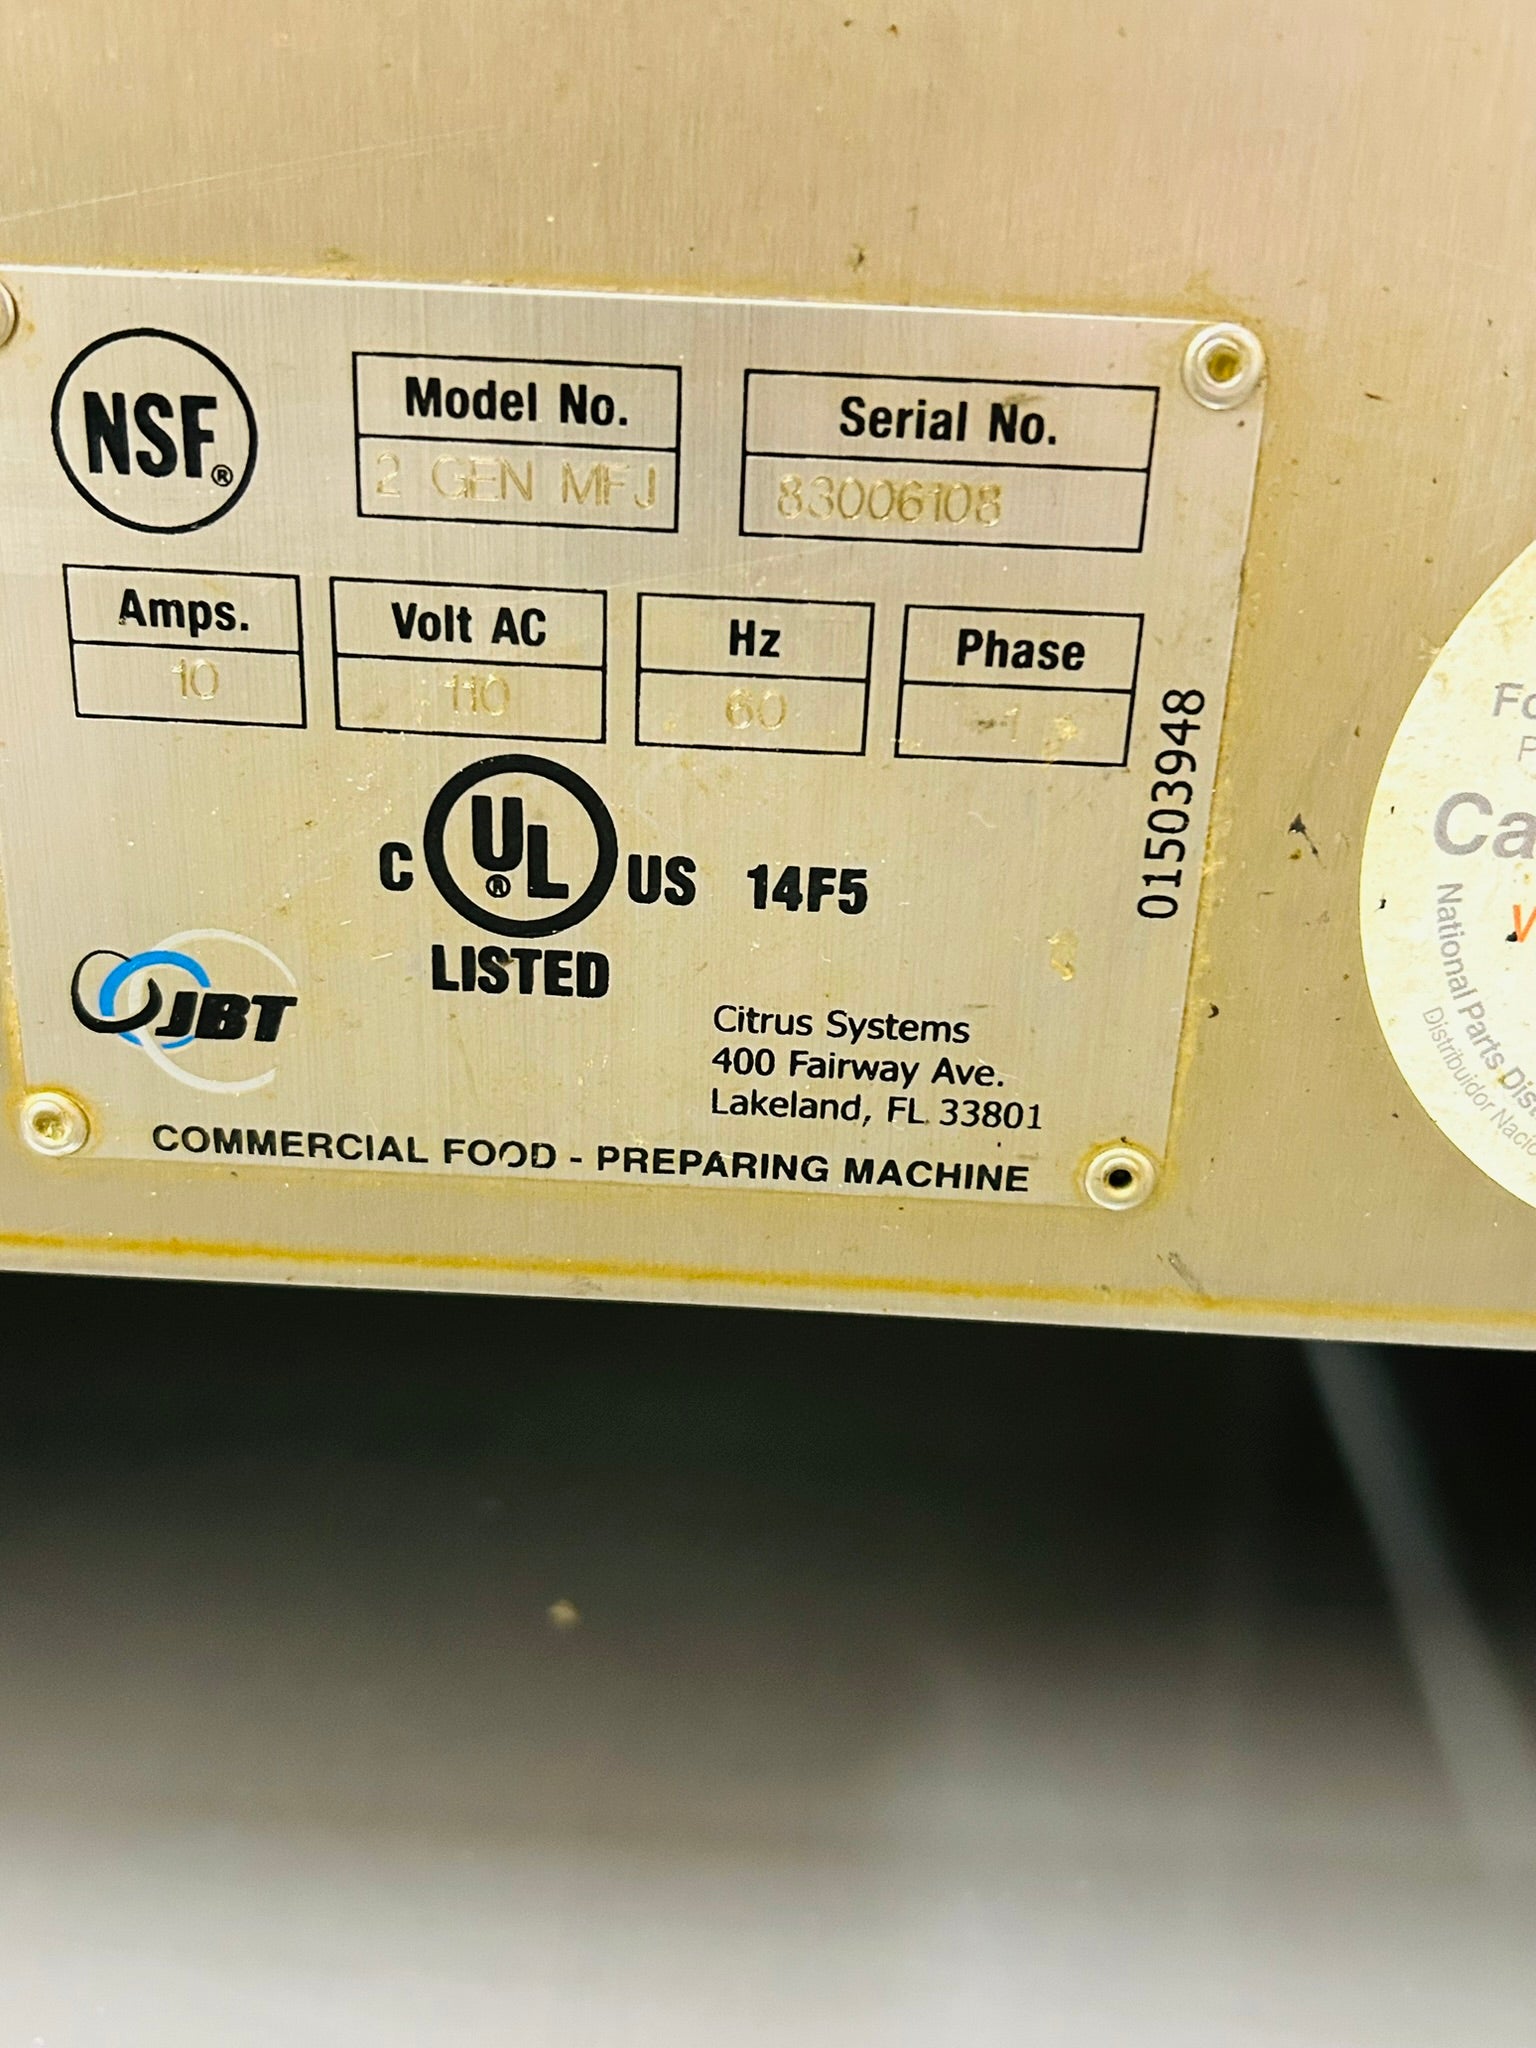 NSF®
Model No.
2 GEN MFJ
Serial No.
83006108
Amps.
10
Volt AC
110
Hz
60
Phase
1
01503948
C UL® US 14F5
LISTED
JBT
Citrus Systems
400 Fairway Ave.
Lakeland, FL 33801
COMMERCIAL FOOD - PREPARING MACHINE
Fo
Ca
National Parts Dis
Distribuidor Nacio